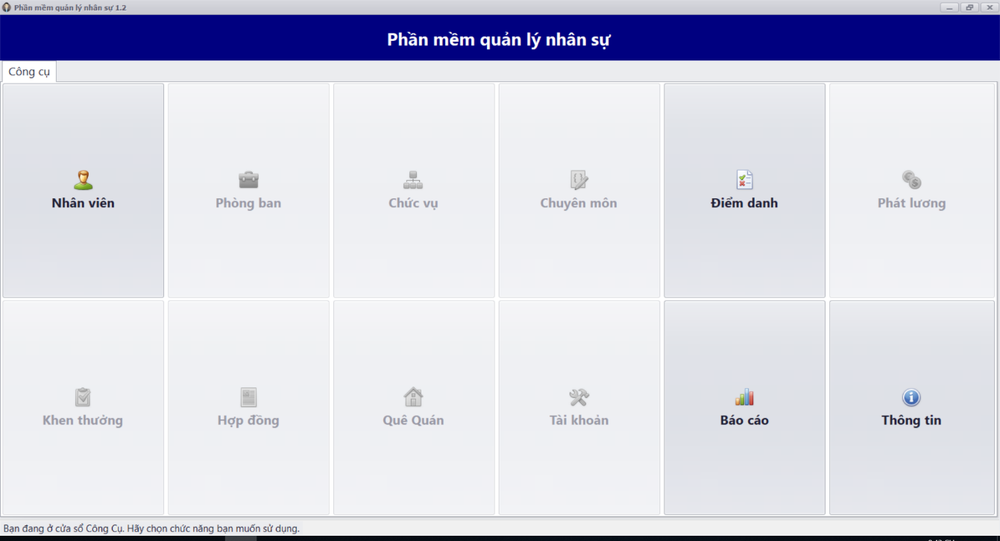 Phần mềm quản lý nhân sự 1.2
Phần mềm quản lý nhân sự
Công cụ
Nhân viên
Phòng ban
Chức vụ
Chuyên môn
Điểm danh
Phát lương
Khen thưởng
Hợp đồng
Quê Quán
Tài khoản
Báo cáo
Thông tin
Bạn đang ở cửa sổ Công Cụ. Hãy chọn chức năng bạn muốn sử dụng.